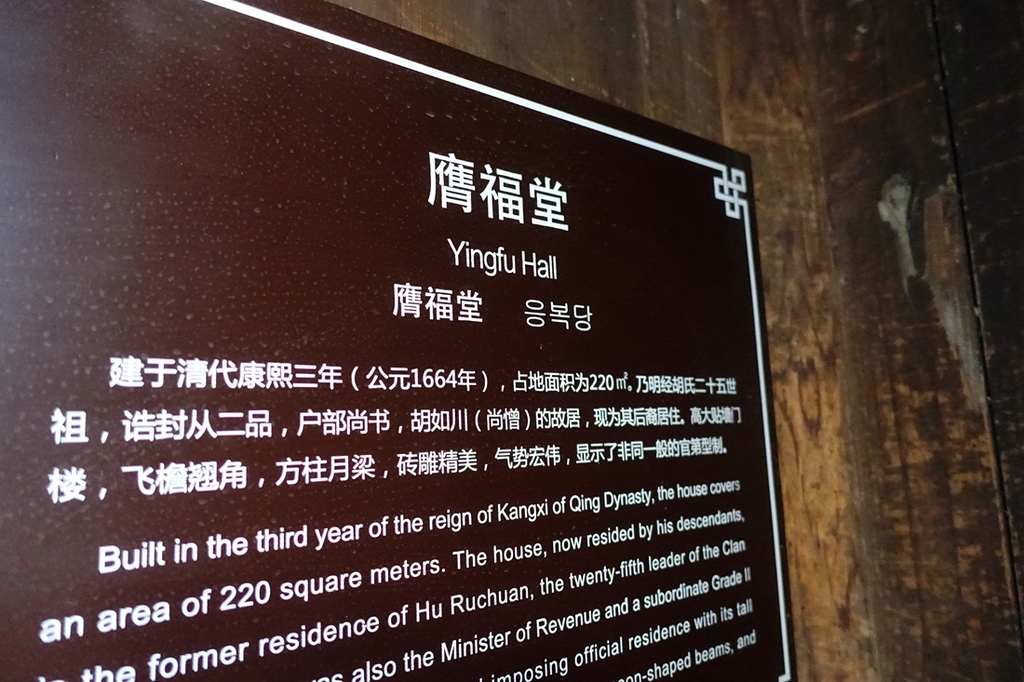 膺福堂
Yingfu Hall
膺福堂 응복당
建于清代康熙三年（公元1664年），占地面积为220㎡。乃明经胡氏二十五世
祖，诰封从二品，户部尚书，胡如川（尚僧）的故居，现为其后裔居住。高大贴墙门
楼，飞檐翘角，方柱月梁，砖雕精美，气势宏伟，显示了非同一般的官第型制。
Built in the third year of the reign of Kangxi of Qing Dynasty, the house covers
an area of 220 square meters. The house, now resided by his descendants,
the former residence of Hu Ruchuan, the twenty-fifth leader of the Clan
also the Minister of Revenue and a subordinate Grade II
imposing official residence with its tall
-shaped beams, and